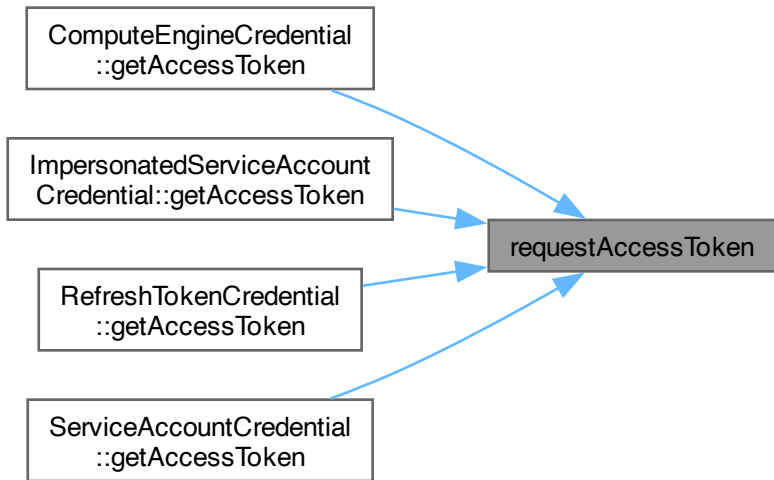 ComputeEngineCredential
::getAccessToken
ImpersonatedServiceAccount
Credential::getAccessToken
requestAccessToken
RefreshTokenCredential
::getAccessToken
ServiceAccountCredential
::getAccessToken